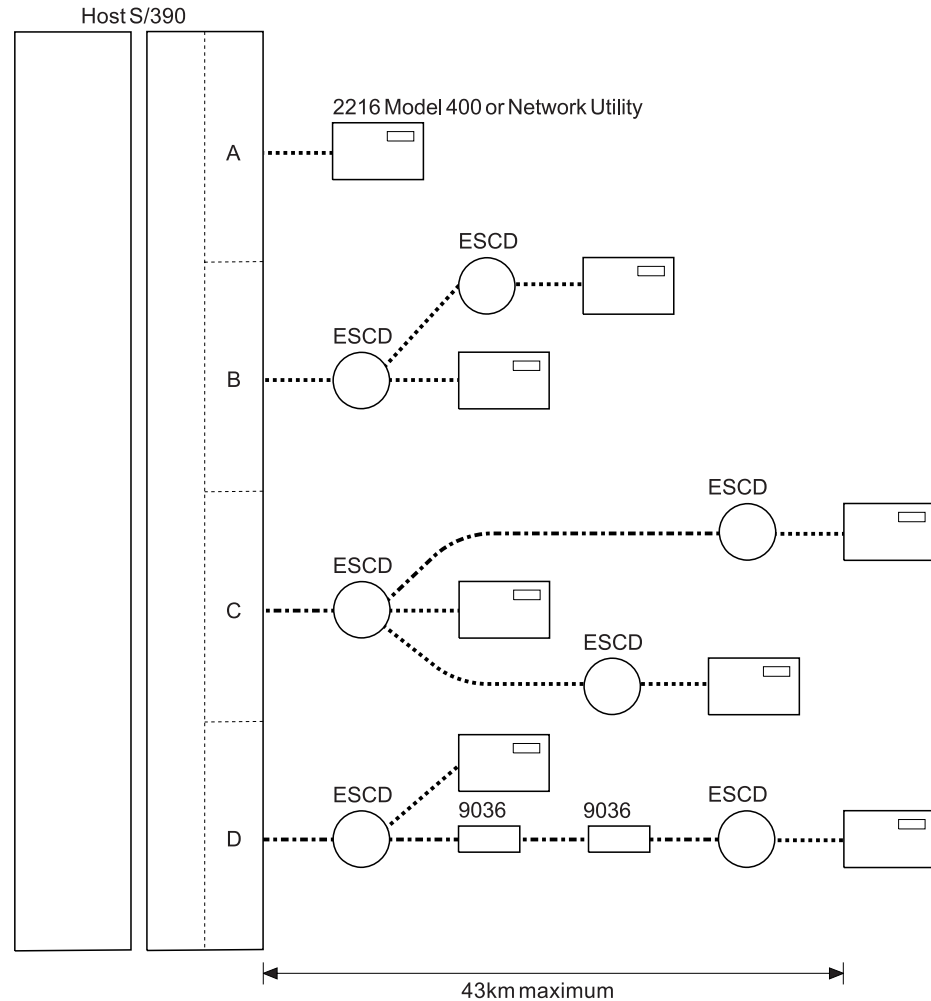 Host S/390
2216 Model 400 or Network Utility
A
ESCD
ESCD
B
ESCD
ESCD
C
ESCD
ESCD
9036
9036
ESCD
D
43km maximum